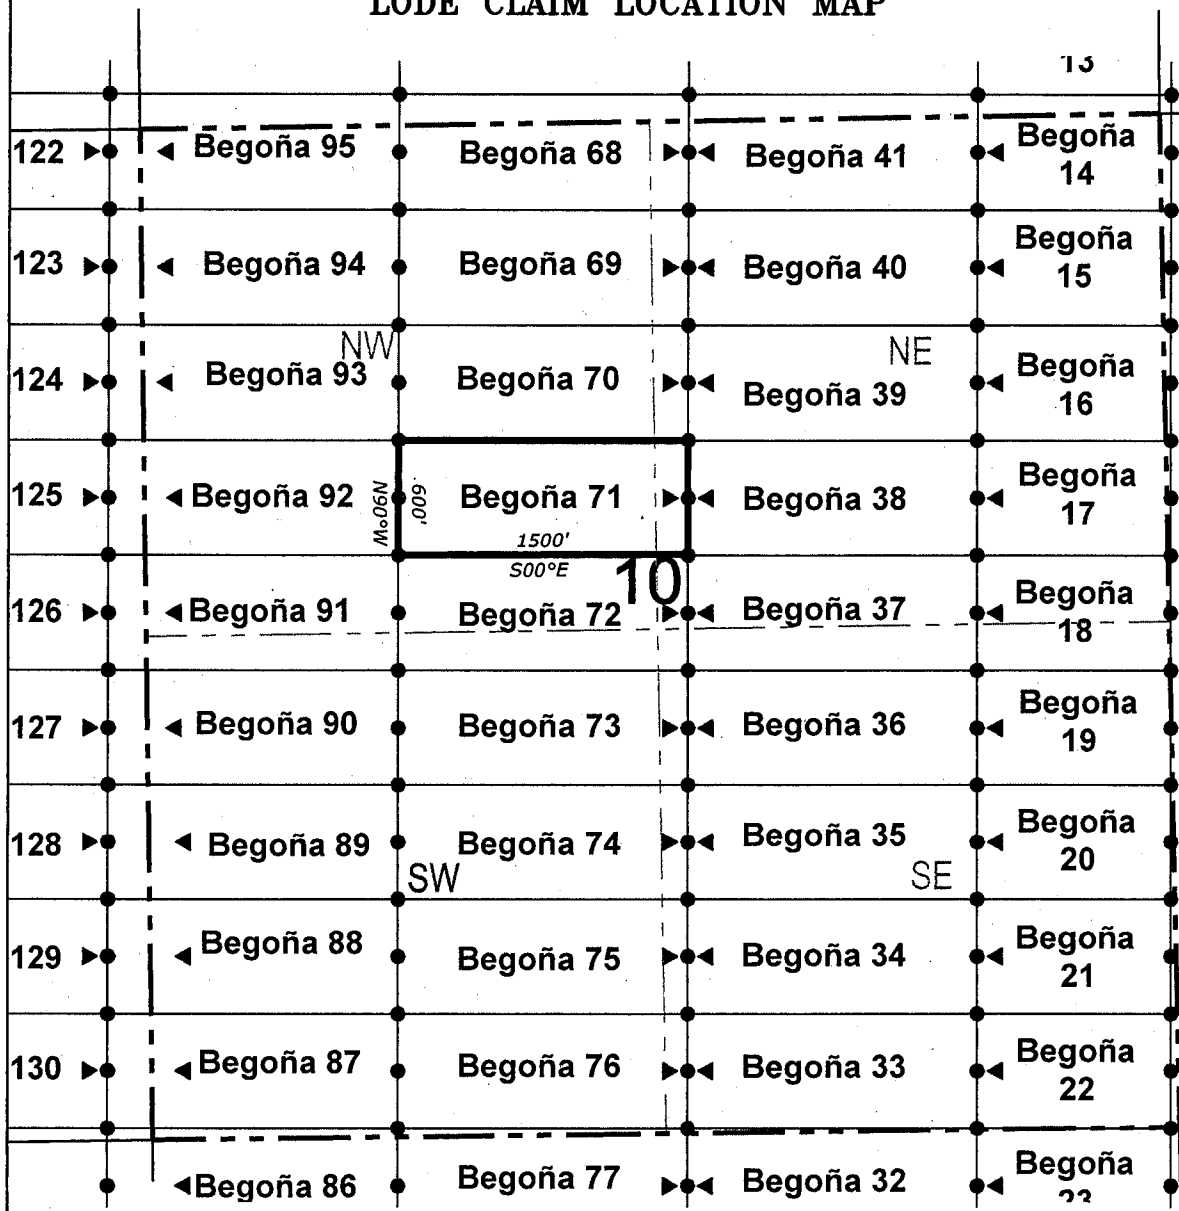 LODE CLAIM LOCATION MAP
13
122 Begoña 95 Begoña 68 Begoña 41 Begoña
14
123 Begoña 94 Begoña 69 Begoña 40 Begoña
15
NW NE
124 Begoña 93 Begoña 70 Begoña 39 Begoña
16
125 Begoña 92 N90°W 600' Begoña 71 Begoña 38 Begoña
17
1500'
S00°E 10
126 Begoña 91 Begoña 72 Begoña 37 Begoña
18
127 Begoña 90 Begoña 73 Begoña 36 Begoña
19
128 Begoña 89 Begoña 74 Begoña 35 Begoña
20
SW SE
129 Begoña 88 Begoña 75 Begoña 34 Begoña
21
130 Begoña 87 Begoña 76 Begoña 33 Begoña
22
Begoña 86 Begoña 77 Begoña 32 Begoña
23